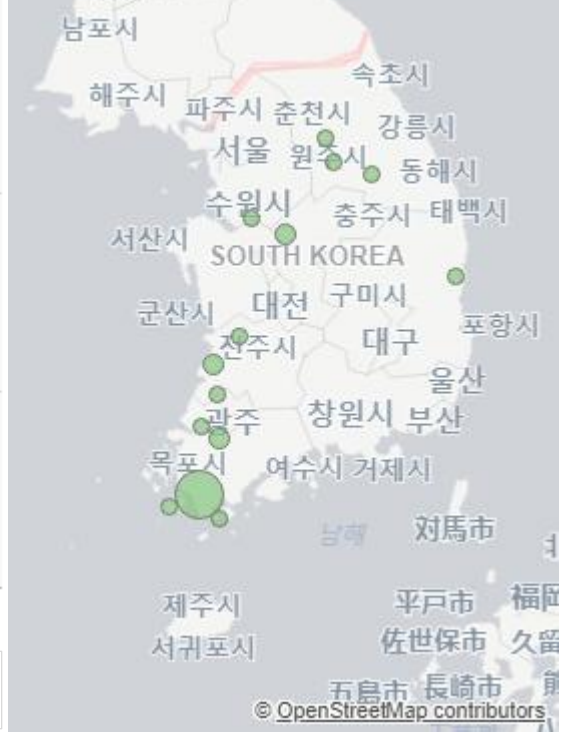 남포시
속초시
해주시
파주시 춘천시
강릉시
서울 원주시
동해시
수원시
충주시 태백시
서산시
SOUTH KOREA
대전 구미시
군산시
포항시
전주시
대구
울산
광주
창원시 부산
목포시
여수시 거제시
남해
対馬市
北
제주시
平戸市
福岡
서귀포시
佐世保市
久留
五島市 長崎市
熊
© OpenStreetMap contributors